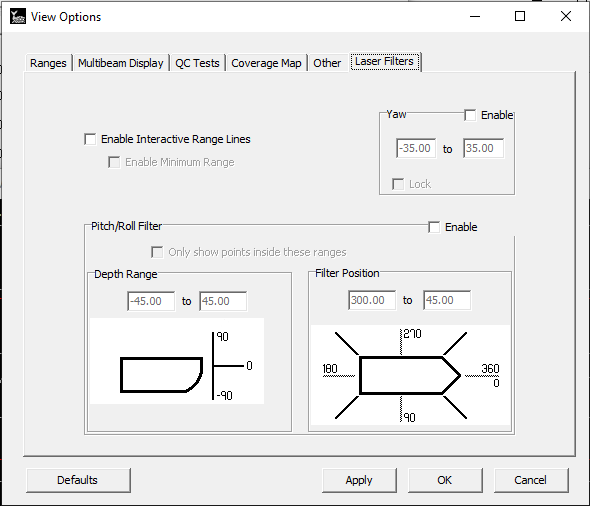 View Options
Ranges Multibeam Display QC Tests Coverage Map Other Laser Filters
Yaw Enable
Enable Interactive Range Lines
-35.00 to 35.00
Enable Minimum Range
Lock
Pitch/Roll Filter Enable
Only show points inside these ranges
Depth Range
-45.00 to 45.00
90
0
-90
Filter Position
300.00 to 45.00
270
180 360
0
90
Defaults Apply OK Cancel